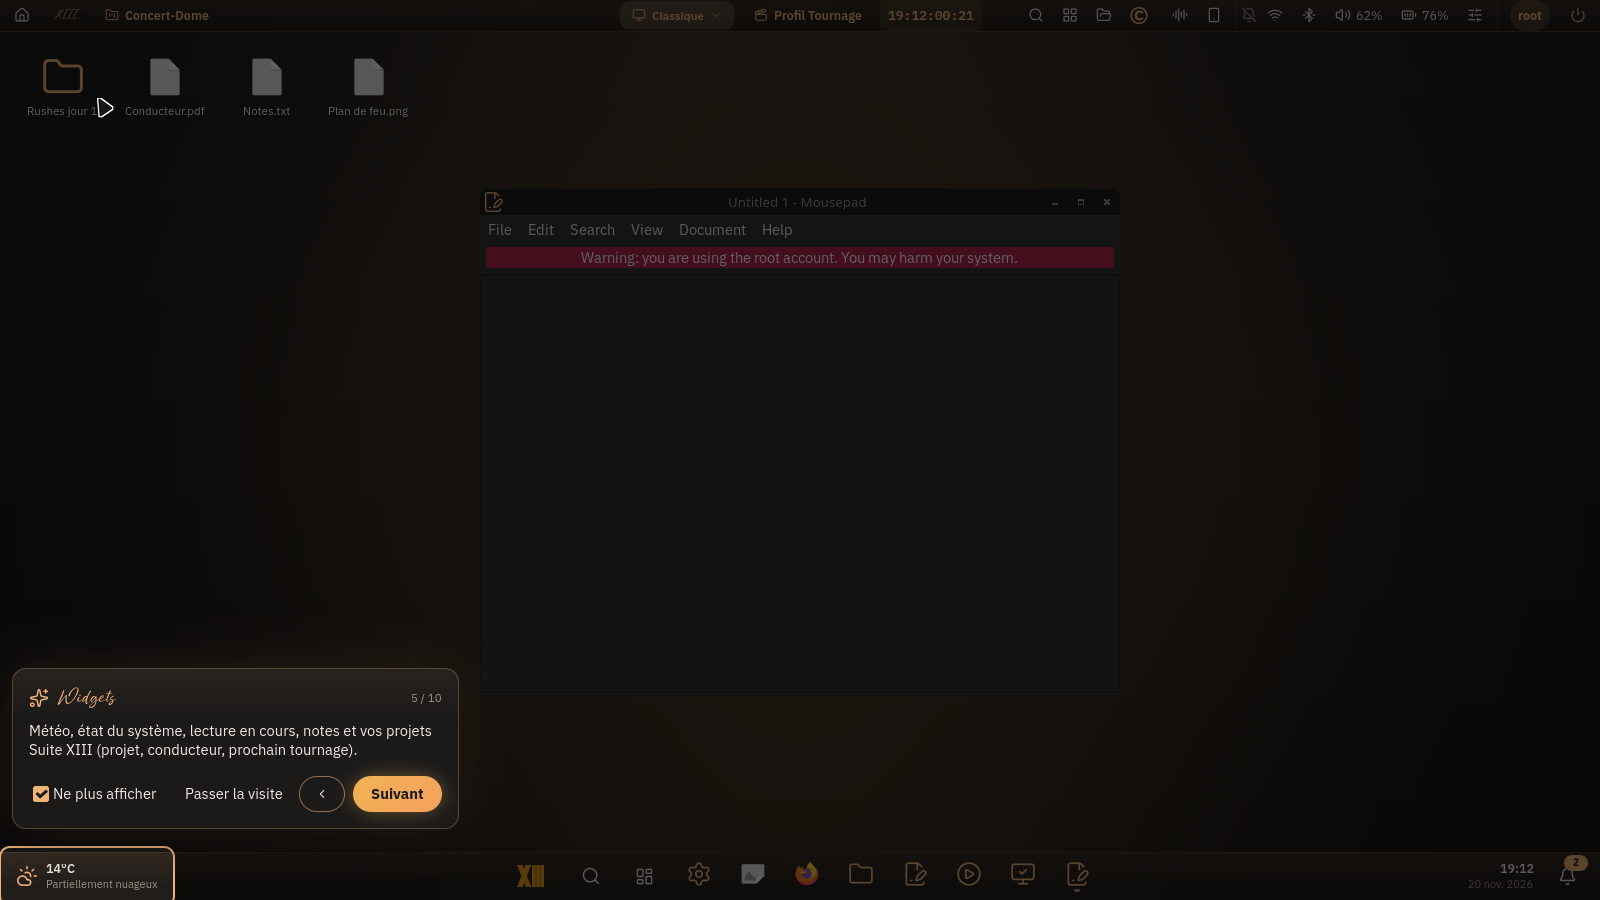 XIII
Concert-Dome
Classique
Profil Tournage
19:12:00:21
62%
76%
root
Rushes jour 1
Conducteur.pdf
Notes.txt
Plan de feu.png
Untitled 1 - Mousepad
File Edit Search View Document Help
Warning: you are using the root account. You may harm your system.
Widgets
5 / 10
Météo, état du système, lecture en cours, notes et vos projets
Suite XIII (projet, conducteur, prochain tournage).
Ne plus afficher
Passer la visite
Suivant
14°C
Partiellement nuageux
XIII
19:12
20 nov. 2026
2